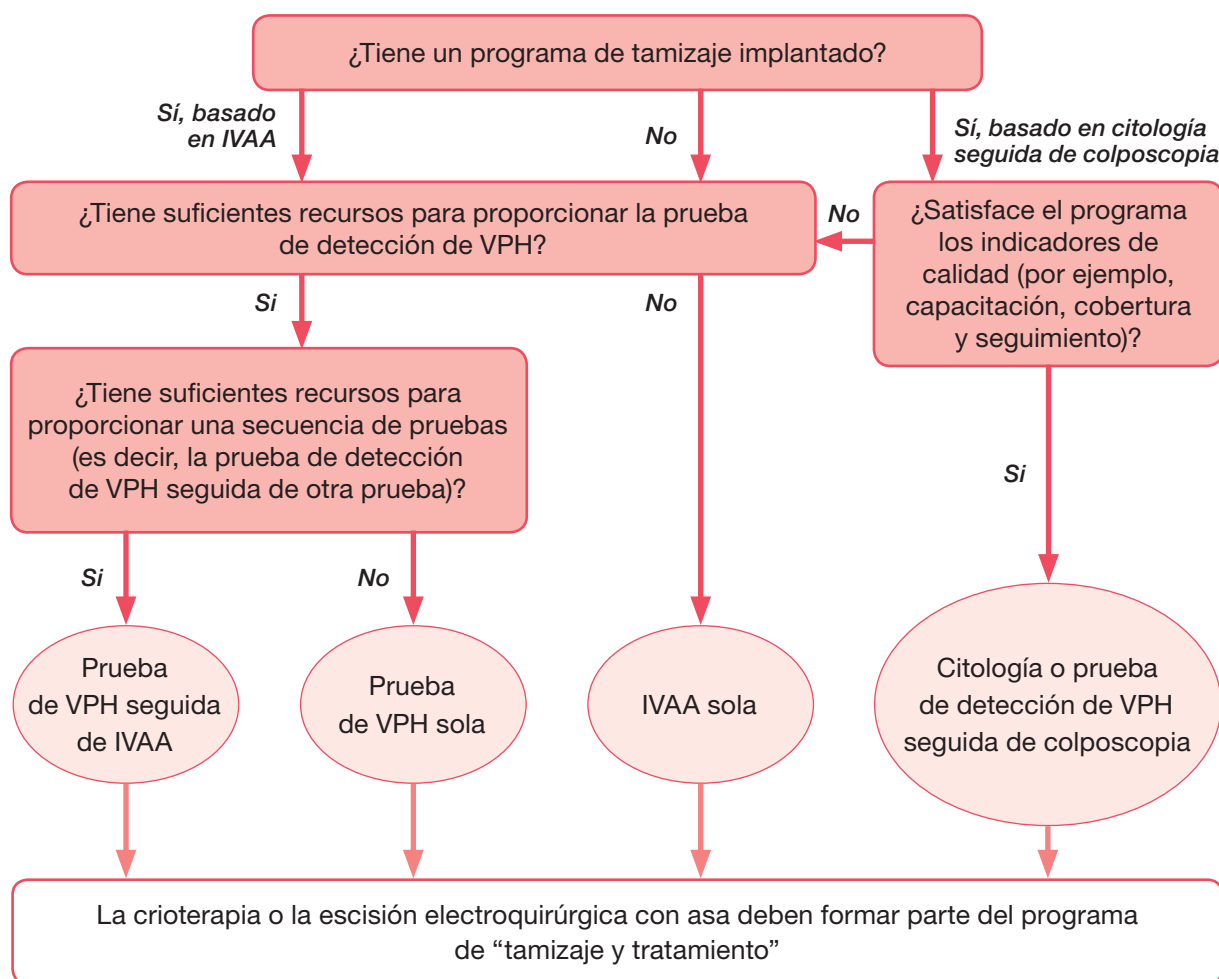 ¿Tiene un programa de tamizaje implantado?
Sí, basado
en IVAA
No
Sí, basado en citología
seguida de colposcopia
¿Tiene suficientes recursos para proporcionar la prueba
de detección de VPH?
No
¿Satisface el programa
los indicadores de
calidad (por ejemplo,
capacitación, cobertura
y seguimiento)?
Si
No
¿Tiene suficientes recursos para
proporcionar una secuencia de pruebas
(es decir, la prueba de detección
de VPH seguida de otra prueba)?
Si
Si
No
Prueba
de VPH seguida
de IVAA
Prueba
de VPH sola
IVAA sola
Citología o prueba
de detección de VPH
seguida de colposcopia
La crioterapia o la escisión electroquirúrgica con asa deben formar parte del programa
de “tamizaje y tratamiento”